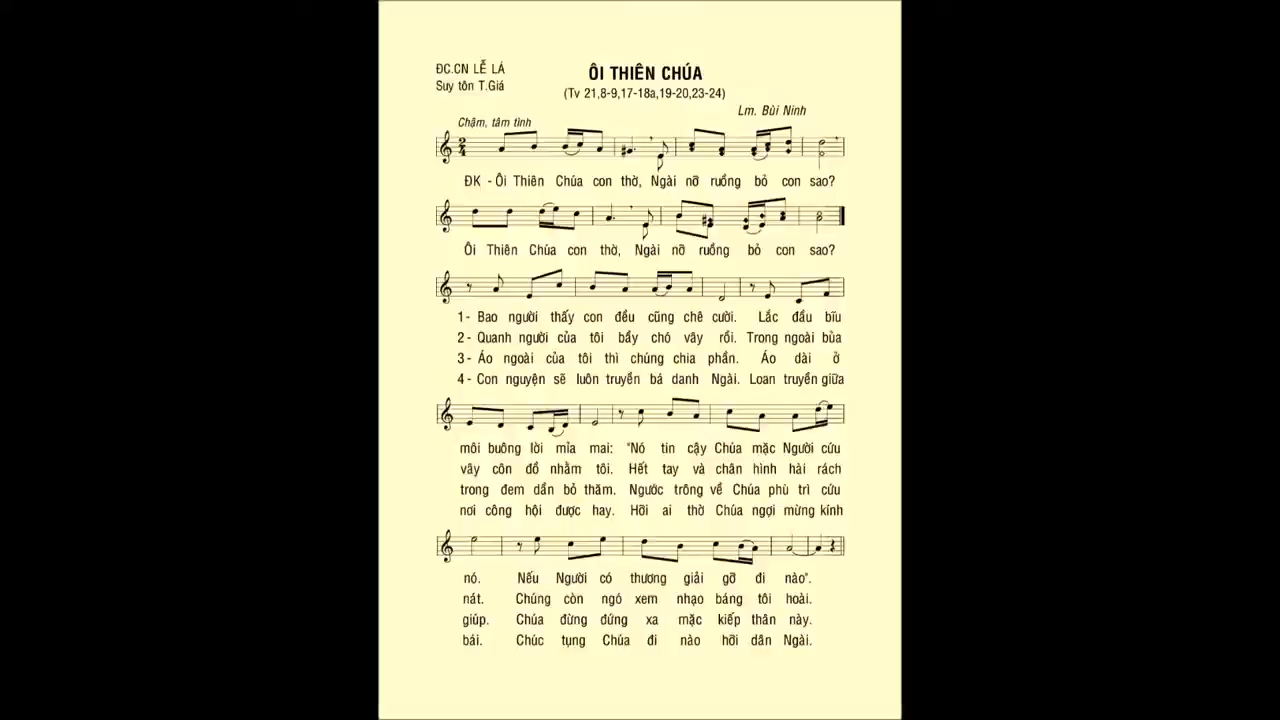 ĐC.CN LỄ LÁ
Suy tôn T.Giá
ÔI THIÊN CHÚA
(Tv 21,8-9,17-18a,19-20,23-24)
Lm. Bùi Ninh
Chậm, tâm tình
ĐK - Ôi Thiên Chúa con thờ, Ngài nỡ ruồng bỏ con sao?
Ôi Thiên Chúa con thờ, Ngài nỡ ruồng bỏ con sao?
1- Bao người thấy con đều cũng chê cười. Lắc đầu bĩu
2- Quanh người của tôi bầy chó vây rồi. Trong ngoài bùa
3- Áo ngoài của tôi thì chúng chia phần. Áo dài ở
4- Con nguyện sẽ luôn truyền bá danh Ngài. Loan truyền giữa
môi buông lời mỉa mai: "Nó tin cậy Chúa mặc Người cứu
vây côn đồ nhằm tôi. Hết tay và chân hình hài rách
trong đem dẫn bỏ thăm. Ngước trông về Chúa phù trì cứu
nơi công hội được hay. Hỡi ai thờ Chúa ngợi mừng kính
nó. Nếu Người có thương giải gỡ đi nào".
nát. Chúng còn ngó xem nhạo báng tôi hoài.
giúp. Chúa đừng đứng xa mặc kiếp thân này.
bái. Chúc tụng Chúa đi nào hỡi dân Ngài.